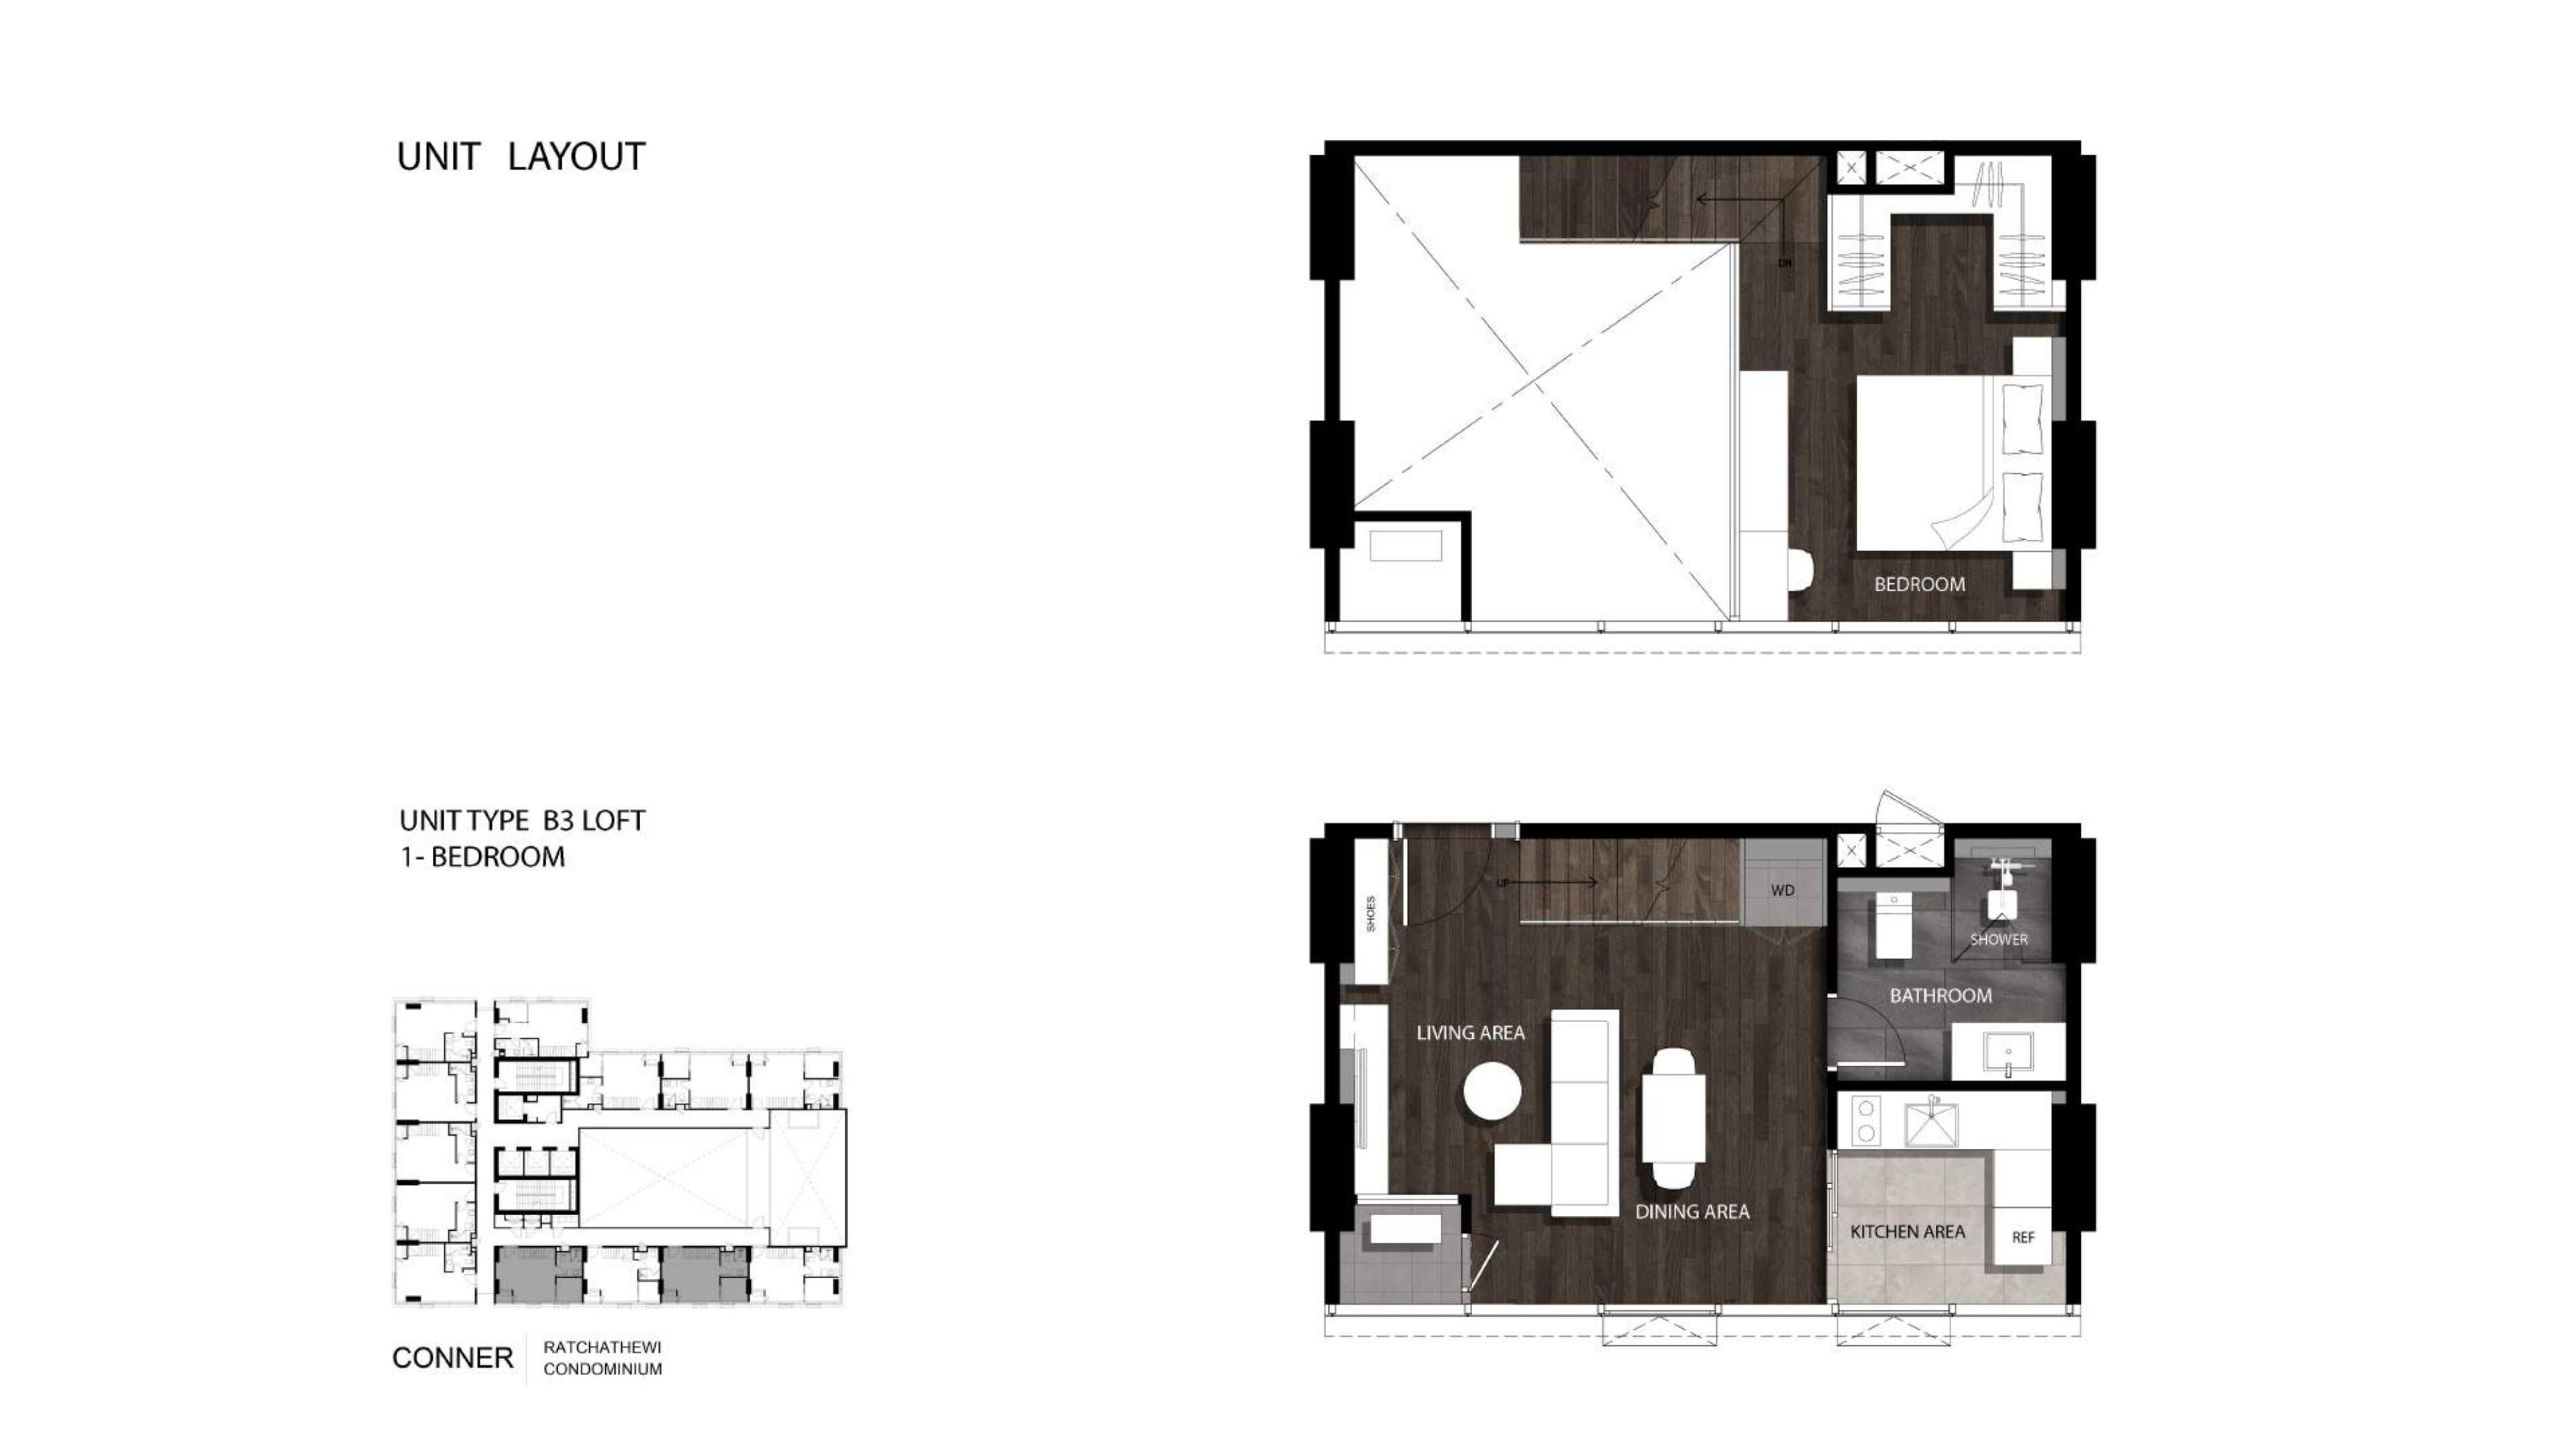 UNIT LAYOUT
DN
BEDROOM
UNIT TYPE B3 LOFT
1- BEDROOM
SHOES
UP
WD
SHOWER
BATHROOM
LIVING AREA
DINING AREA
KITCHEN AREA
REF
CONNER
RATCHATHEWI
CONDOMINIUM